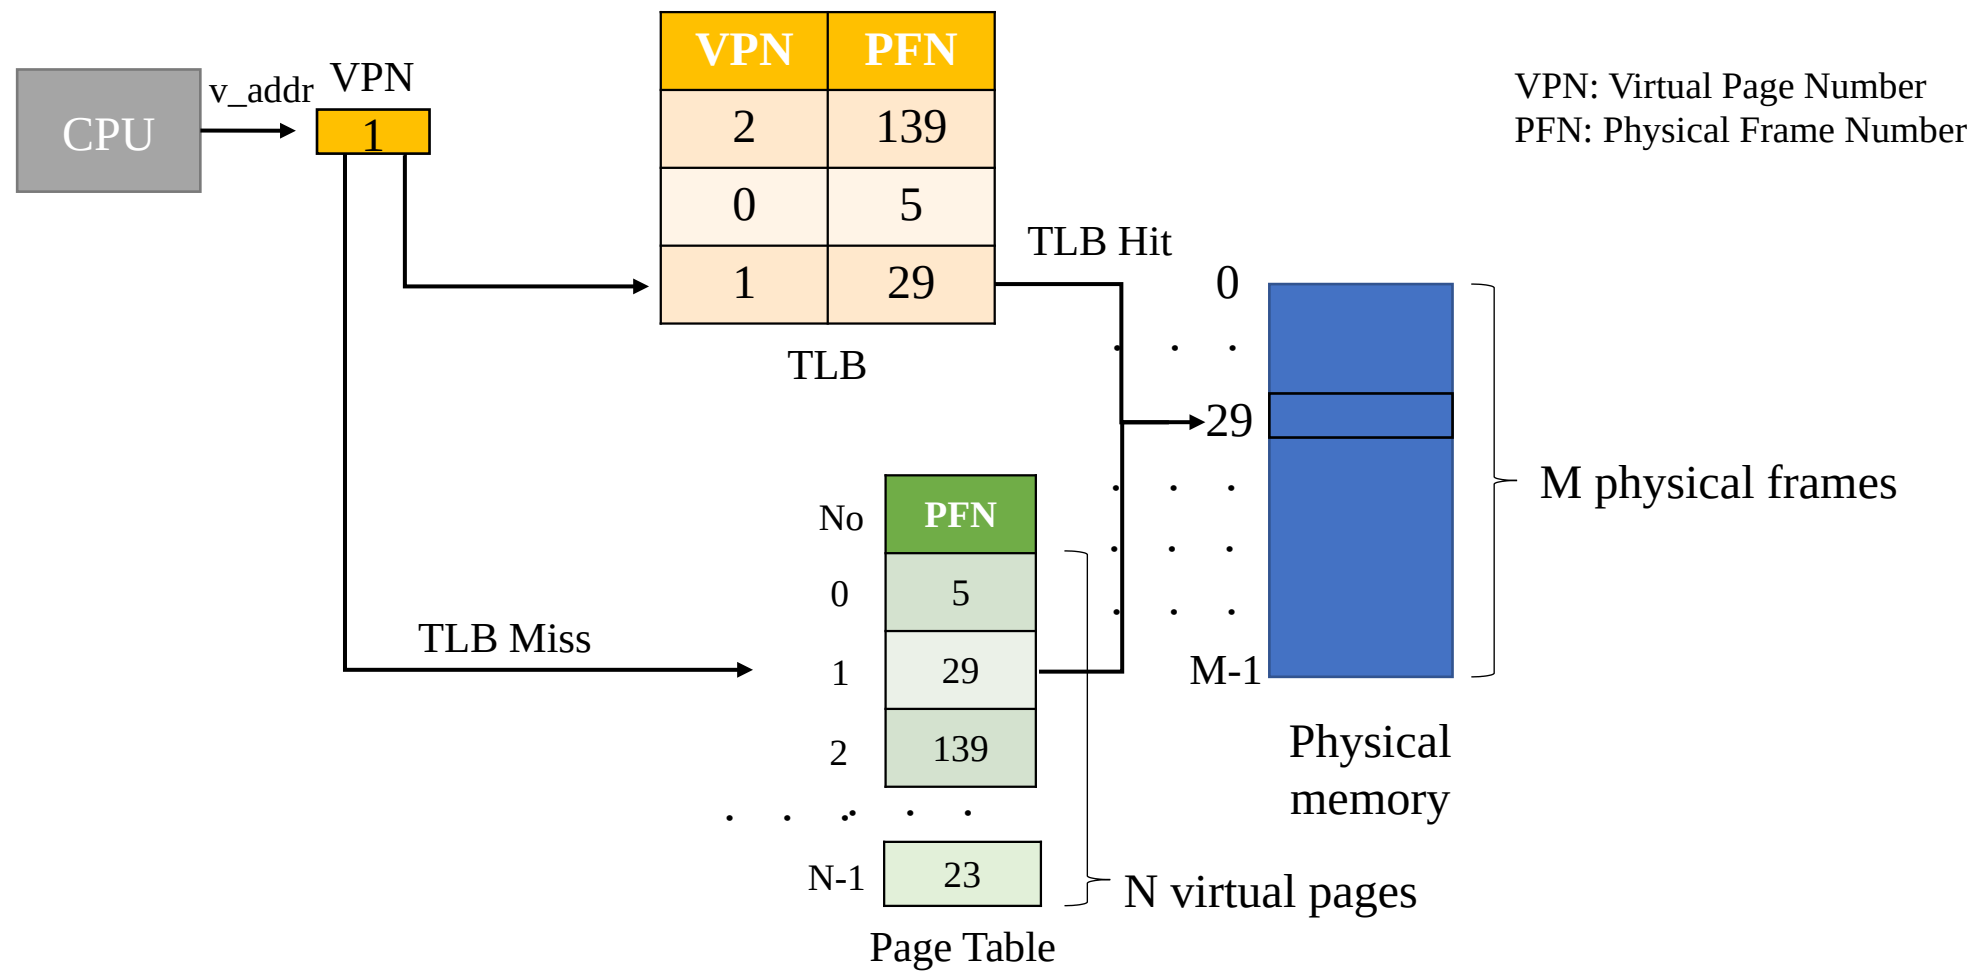 CPU
v_addr
VPN
1
VPN PFN
2 139
0 5
1 29
TLB
VPN: Virtual Page Number
PFN: Physical Frame Number
TLB Hit
0
. . .
29
. . .
. . .
. . .
M-1
M physical frames
Physical
memory
TLB Miss
No PFN
0 5
1 29
2 139
. . . . . .
N-1 23
N virtual pages
Page Table